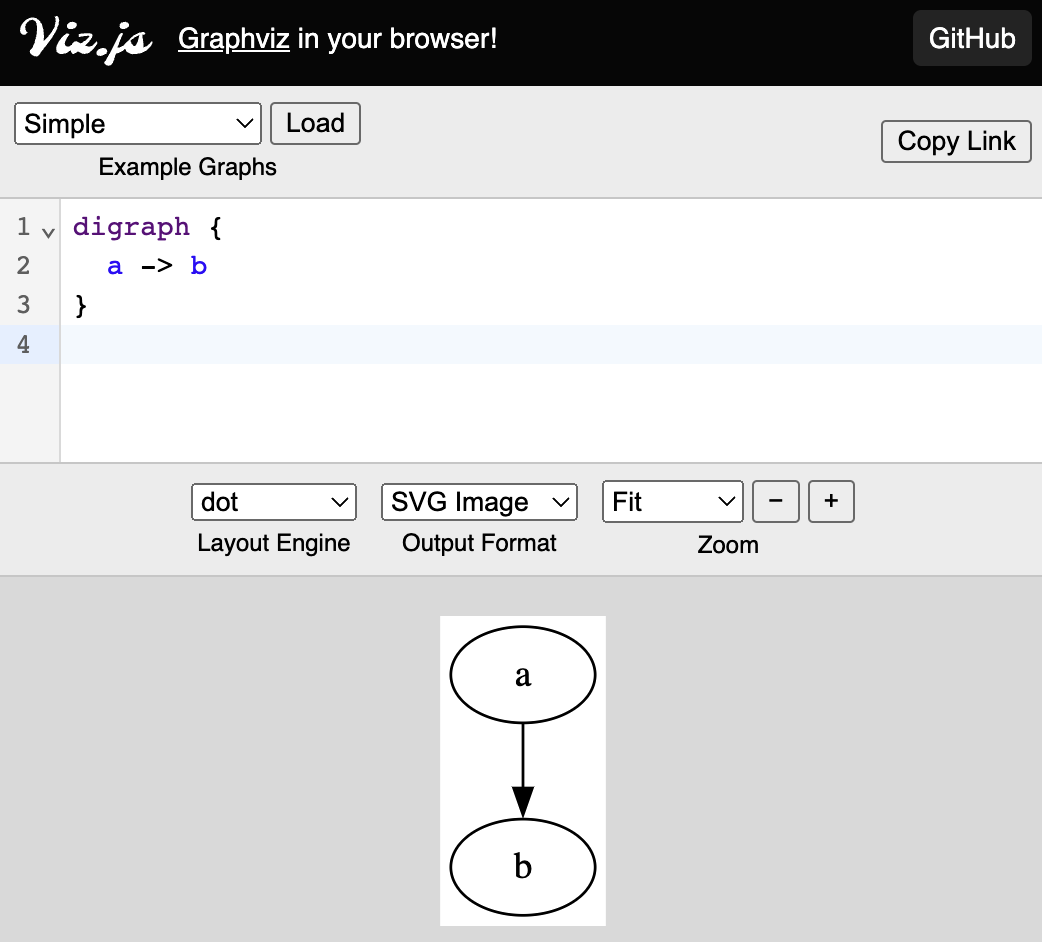 Viz.js Graphviz in your browser! GitHub
Simple Load
Example Graphs
Copy Link
1 digraph {
2 a -> b
3 }
4
dot SVG Image Fit − +
Layout Engine Output Format Zoom
a
b